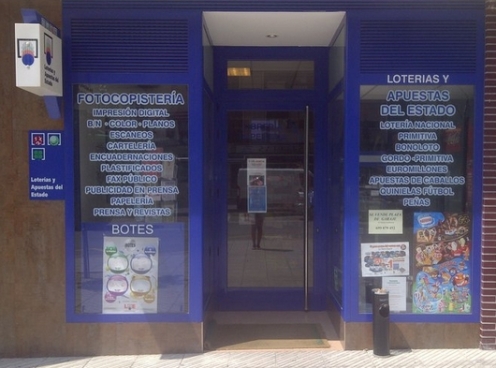 FOTOCOPISTERÍA
IMPRESIÓN DIGITAL
B/N - COLOR - PLANOS
ESCANEOS
CARTELERÍA
ENCUADERNACIONES
PLASTIFICADOS
FAX PÚBLICO
PUBLICIDAD EN PRENSA
PAPELERÍA
PRENSA Y REVISTAS
BOTES
Loterías y
Apuestas del
Estado
LOTERIAS Y
APUESTAS
DEL ESTADO
LOTERÍA NACIONAL
PRIMITIVA
BONOLOTO
GORDO -PRIMITIVA
EUROMILLONES
APUESTAS DE CABALLOS
QUINIELAS FÚTBOL
PEÑAS